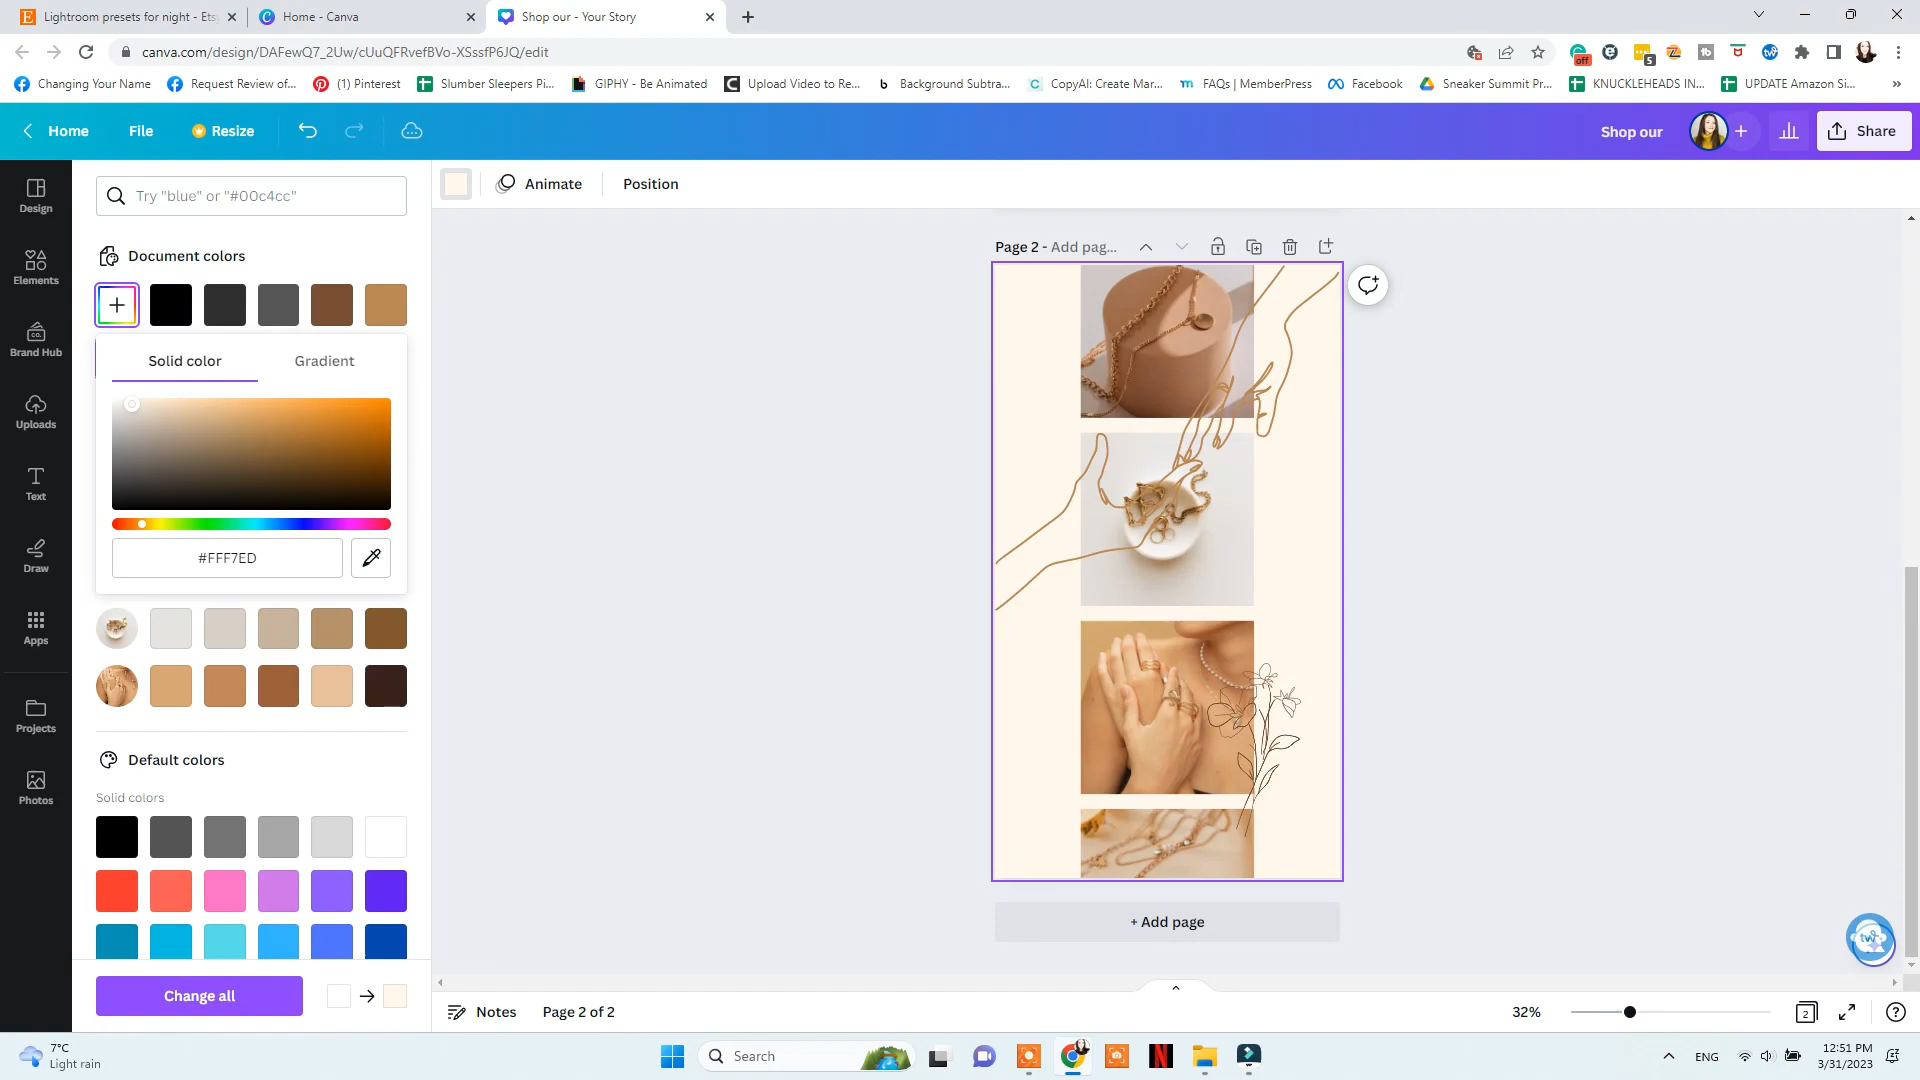 Lightroom presets for night - Ets
Home - Canva
Shop our - Your Story
canva.com/design/DAFewQ7_2Uw/cUuQFRvefBVo-XSssfP6JQ/edit
off
5
Changing Your Name
Request Review of...
(1) Pinterest
Slumber Sleepers Pi...
GIPHY - Be Animated
Upload Video to Re...
b
Background Subtra...
CopyAI: Create Mar...
FAQs | MemberPress
Facebook
Sneaker Summit Pr...
KNUCKLEHEADS IN...
UPDATE Amazon Si...
Home
File
Resize
Shop our
Share
Design
Elements
Brand Hub
Uploads
Text
Draw
Apps
Projects
Photos
Try "blue" or "#00c4cc"
Animate
Position
Document colors
Solid color
Gradient
#FFF7ED
Default colors
Solid colors
Change all
Page 2 - Add pag...
+ Add page
Notes
Page 2 of 2
32%
2
7°C
Light rain
Search
ENG
12:51 PM
3/31/2023